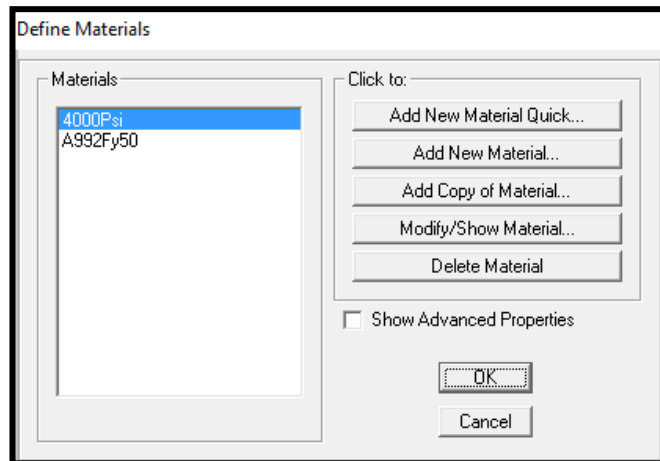 Define Materials
Materials
4000Psi
A992Fy50
Click to:
Add New Material Quick...
Add New Material...
Add Copy of Material...
Modify/Show Material...
Delete Material
Show Advanced Properties
OK
Cancel